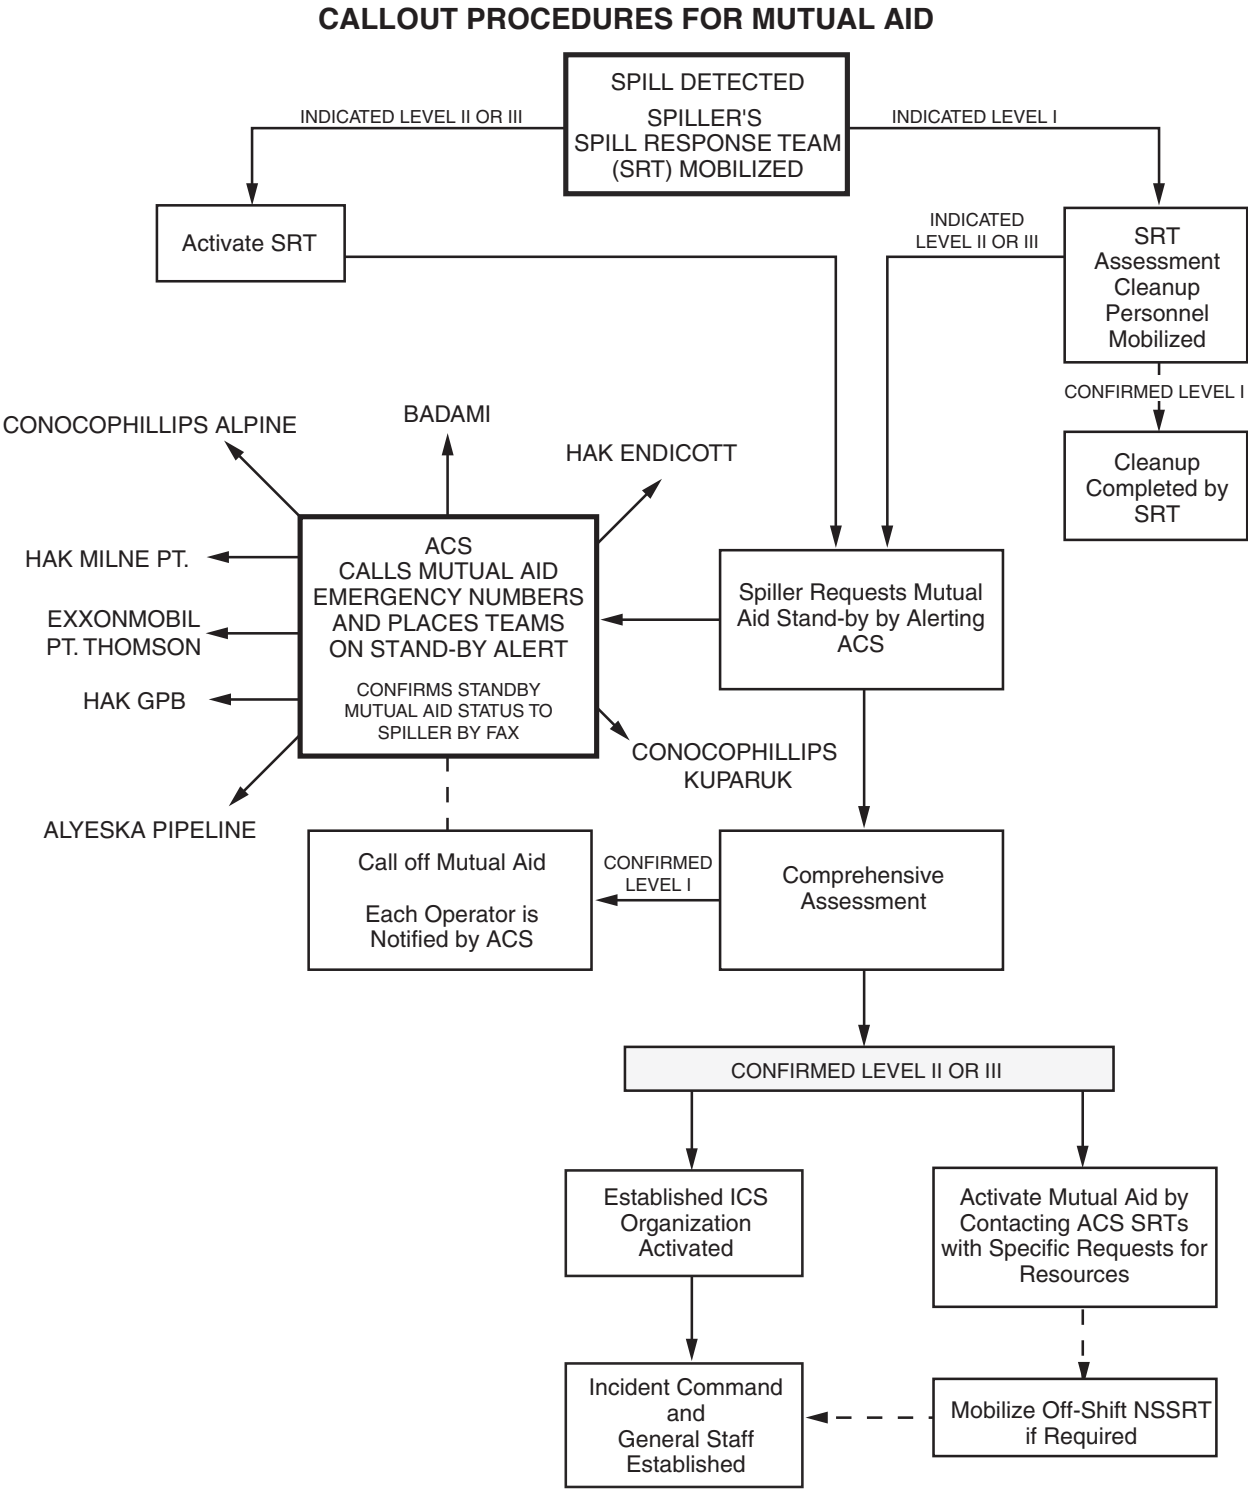 CALLOUT PROCEDURES FOR MUTUAL AID
SPILL DETECTED
SPILLER'S
SPILL RESPONSE TEAM
(SRT) MOBILIZED
INDICATED LEVEL II OR III
INDICATED LEVEL I
Activate SRT
INDICATED
LEVEL II OR III
SRT
Assessment
Cleanup
Personnel
Mobilized
CONFIRMED LEVEL I
Cleanup
Completed by
SRT
CONOCOPHILLIPS ALPINE
BADAMI
HAK ENDICOTT
HAK MILNE PT.
EXXONMOBIL
PT. THOMSON
HAK GPB
ALYESKA PIPELINE
ACS
CALLS MUTUAL AID
EMERGENCY NUMBERS
AND PLACES TEAMS
ON STAND-BY ALERT
CONFIRMS STANDBY
MUTUAL AID STATUS TO
SPILLER BY FAX
CONOCOPHILLIPS
KUPARUK
Spiller Requests Mutual
Aid Stand-by by Alerting
ACS
Call off Mutual Aid
Each Operator is
Notified by ACS
CONFIRMED
LEVEL I
Comprehensive
Assessment
CONFIRMED LEVEL II OR III
Established ICS
Organization
Activated
Activate Mutual Aid by
Contacting ACS SRTs
with Specific Requests for
Resources
Incident Command
and
General Staff
Established
Mobilize Off-Shift NSSRT
if Required